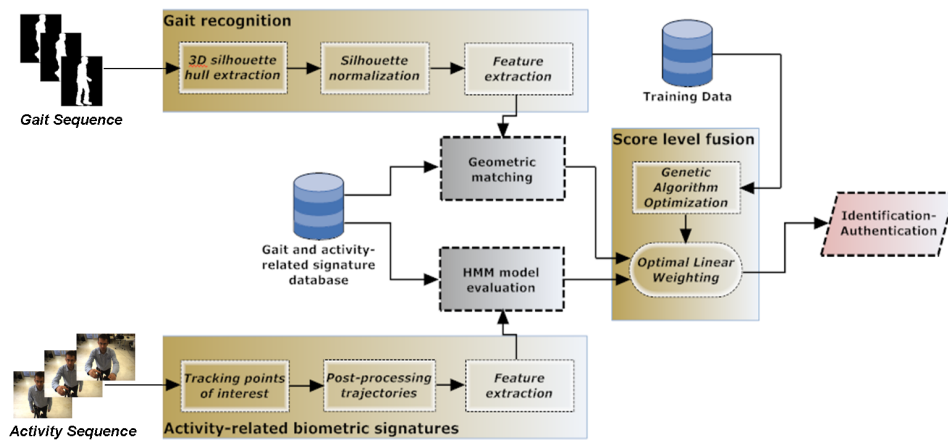 Gait recognition
3D silhouette
hull extraction
Silhouette
normalization
Feature
extraction
Gait Sequence
Training Data
Geometric
matching
Score level fusion
Genetic
Algorithm
Optimization
Gait and activity-
related signature
database
HMM model
evaluation
Optimal Linear
Weighting
Identification-
Authentication
Tracking points
of interest
Post-processing
trajectories
Feature
extraction
Activity Sequence
Activity-related biometric signatures